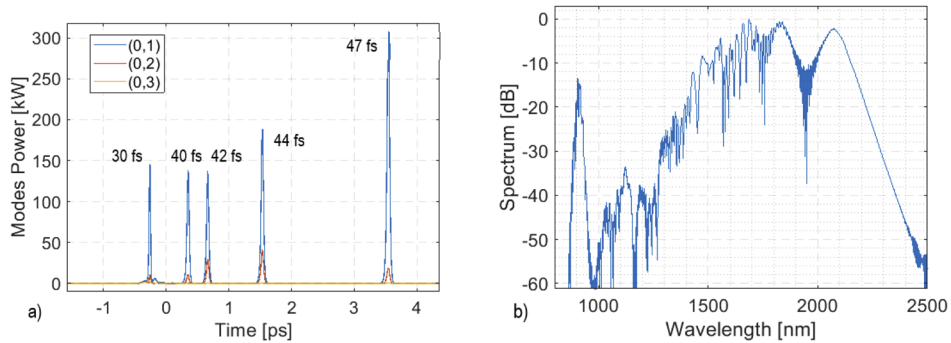 300
250
200
150
100
50
0
Modes Power [kW]
(0,1)
(0,2)
(0,3)
30 fs
40 fs
42 fs
44 fs
47 fs
-1
0
1
2
3
4
Time [ps]
a)
0
-10
-20
-30
-40
-50
-60
Spectrum [dB]
1000
1500
2000
2500
Wavelength [nm]
b)